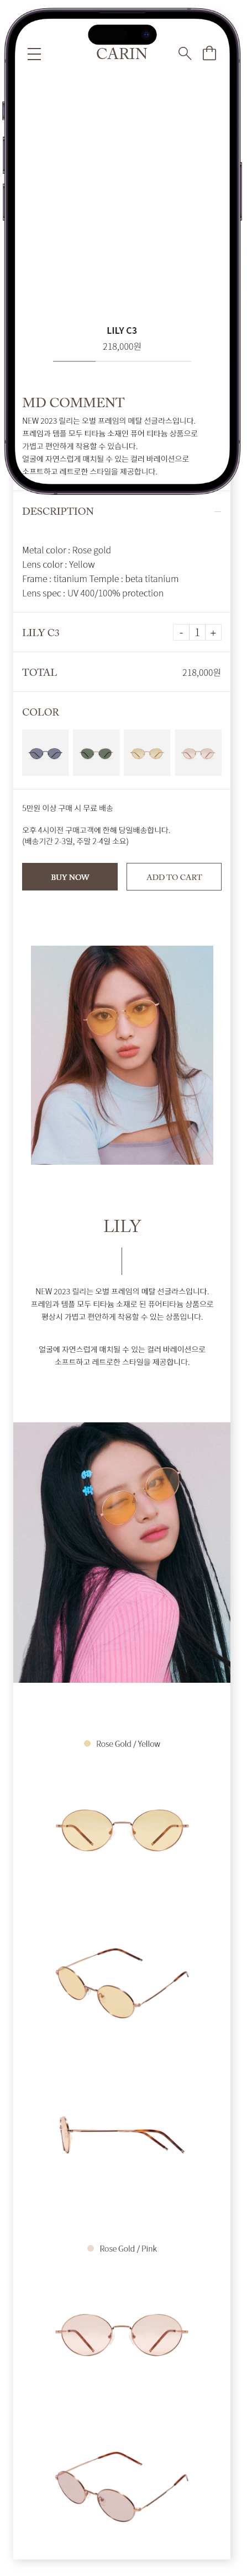 CARIN
LILY C3
218,000원
MD COMMENT
NEW 2023 릴리는 오벌 프레임의 메탈 선글라스입니다.
프레임과 템플 모두 티타늄 소재인 퓨어 티타늄 상품으로
가볍고 편안하게 착용할 수 있습니다.
얼굴에 자연스럽게 매치될 수 있는 컬러 바레이션으로
소프트하고 레트로한 스타일을 제공합니다.
DESCRIPTION
Metal color : Rose gold
Lens color : Yellow
Frame : titanium Temple : beta titanium
Lens spec : UV 400/100% protection
LILY C3 - 1 +
TOTAL 218,000원
COLOR
5만원 이상 구매 시 무료 배송
오후 4시이전 구매고객에 한해 당일배송합니다.
(배송기간 2-3일, 주말 2-4일 소요)
BUY NOW ADD TO CART
LILY
NEW 2023 릴리는 오벌 프레임의 메탈 선글라스입니다.
프레임과 템플 모두 티타늄 소재로 된 퓨어티타늄 상품으로
평상시 가볍고 편안하게 착용할 수 있는 상품입니다.
얼굴에 자연스럽게 매치될 수 있는 컬러 바레이션으로
소프트하고 레트로한 스타일을 제공합니다.
Rose Gold / Yellow
Rose Gold / Pink